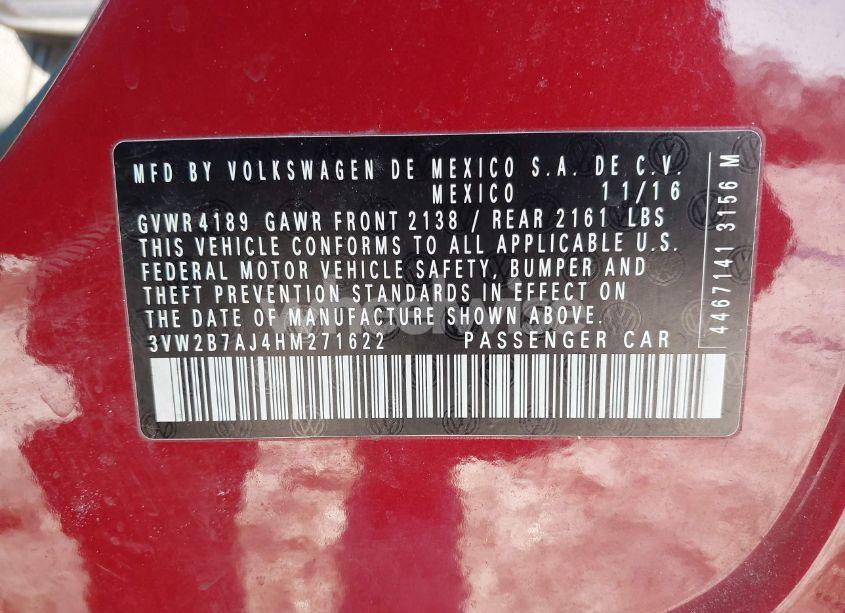 MFD BY VOLKSWAGEN DE MEXICO S.A. DE C.V.
MEXICO 11/16
GVWR 4189 GAWR FRONT 2138 / REAR 2161 LBS
THIS VEHICLE CONFORMS TO ALL APPLICABLE U.S.
FEDERAL MOTOR VEHICLE SAFETY, BUMPER AND
THEFT PREVENTION STANDARDS IN EFFECT ON
THE DATE OF MANUFACTURE SHOWN ABOVE.
3VW2B7AJ4HM271622 PASSENGER CAR
4467141 3156 M